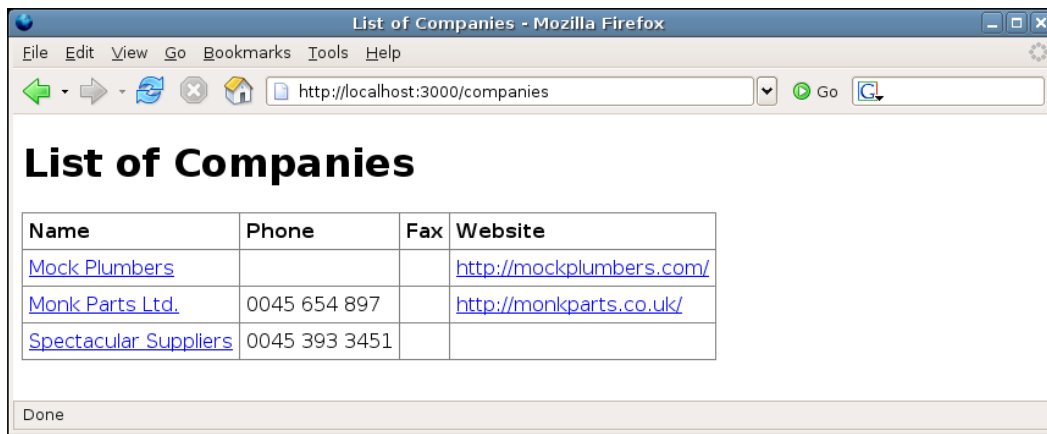 List of Companies - Mozilla Firefox
File Edit View Go Bookmarks Tools Help
http://localhost:3000/companies Go G
List of Companies
Name Phone Fax Website
Mock Plumbers http://mockplumbers.com/
Monk Parts Ltd. 0045 654 897 http://monkparts.co.uk/
Spectacular Suppliers 0045 393 3451
Done